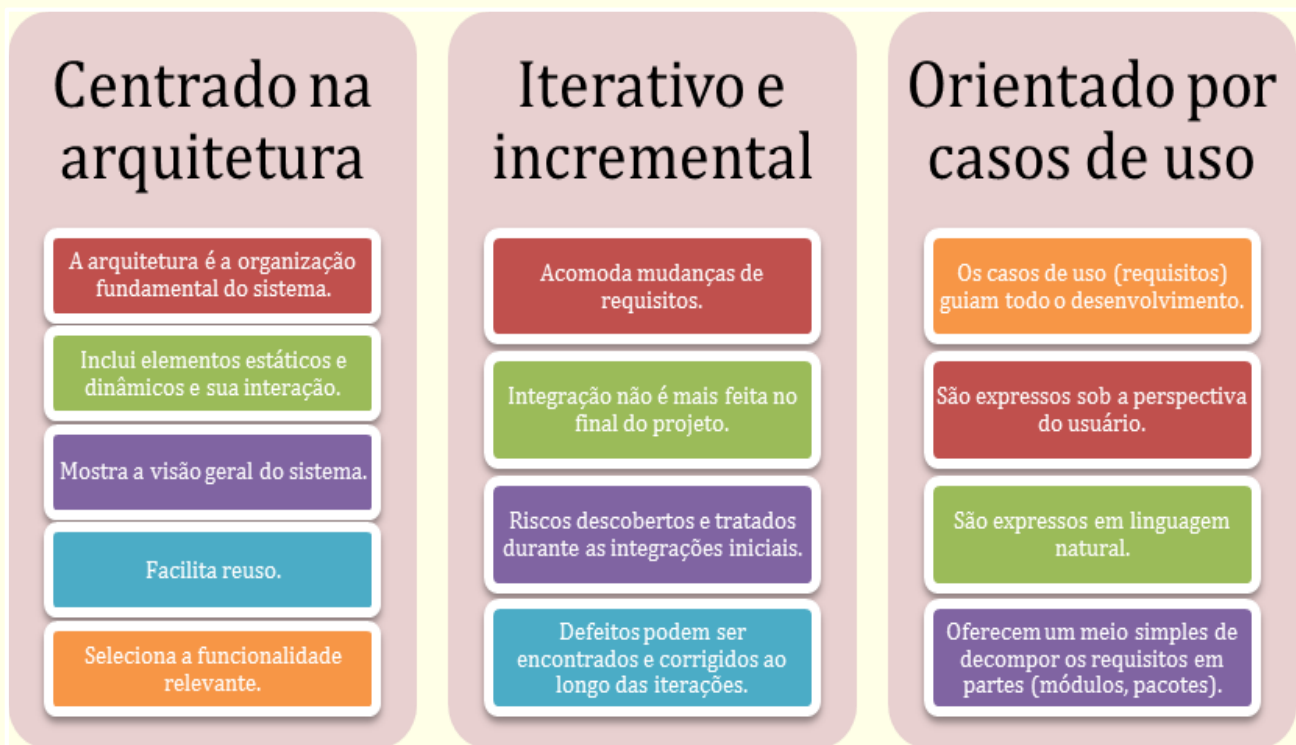 Centrado na
arquitetura
A arquitetura é a organização
fundamental do sistema.
Inclui elementos estáticos e
dinâmicos e sua interação.
Mostra a visão geral do sistema.
Facilita reuso.
Seleciona a funcionalidade
relevante.
Iterativo e
incremental
Acomoda mudanças de
requisitos.
Integração não é mais feita no
final do projeto.
Riscos descobertos e tratados
durante as integrações iniciais.
Defeitos podem ser
encontrados e corrigidos ao
longo das iterações.
Orientado por
casos de uso
Os casos de uso (requisitos)
guiam todo o desenvolvimento.
São expressos sob a perspectiva
do usuário.
São expressos em linguagem
natural.
Oferecem um meio simples de
decompor os requisitos em
partes (módulos, pacotes).